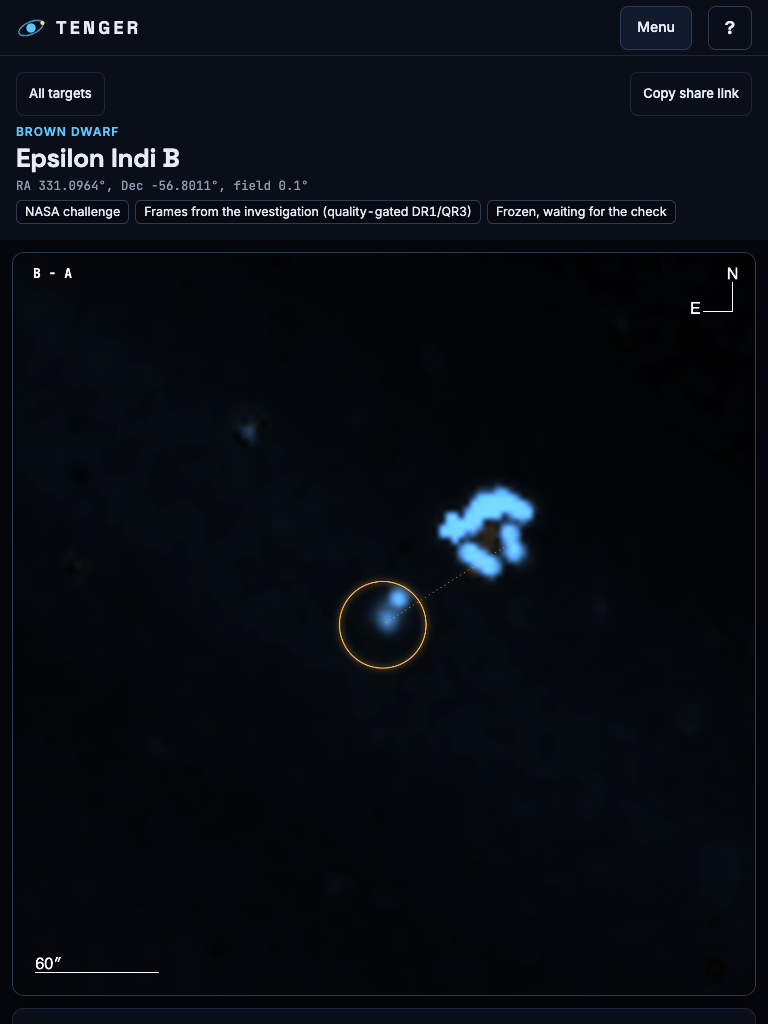 TENGER
Menu
?
All targets
Copy share link
BROWN DWARF
Epsilon Indi B
RA 331.0964°, Dec -56.8011°, field 0.1°
NASA challenge
Frames from the investigation (quality-gated DR1/QR3)
Frozen, waiting for the check
B - A
N
E
60″